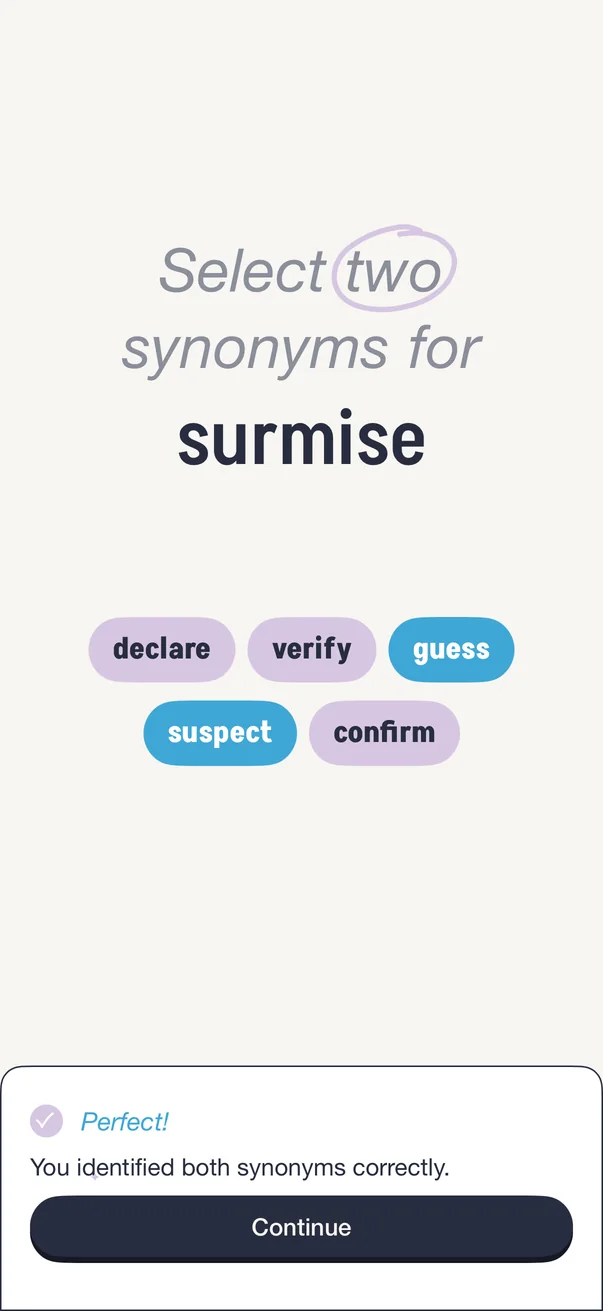 Select two
synonyms for
surmise
declare verify guess
suspect confirm
Perfect!
You identified both synonyms correctly.
Continue